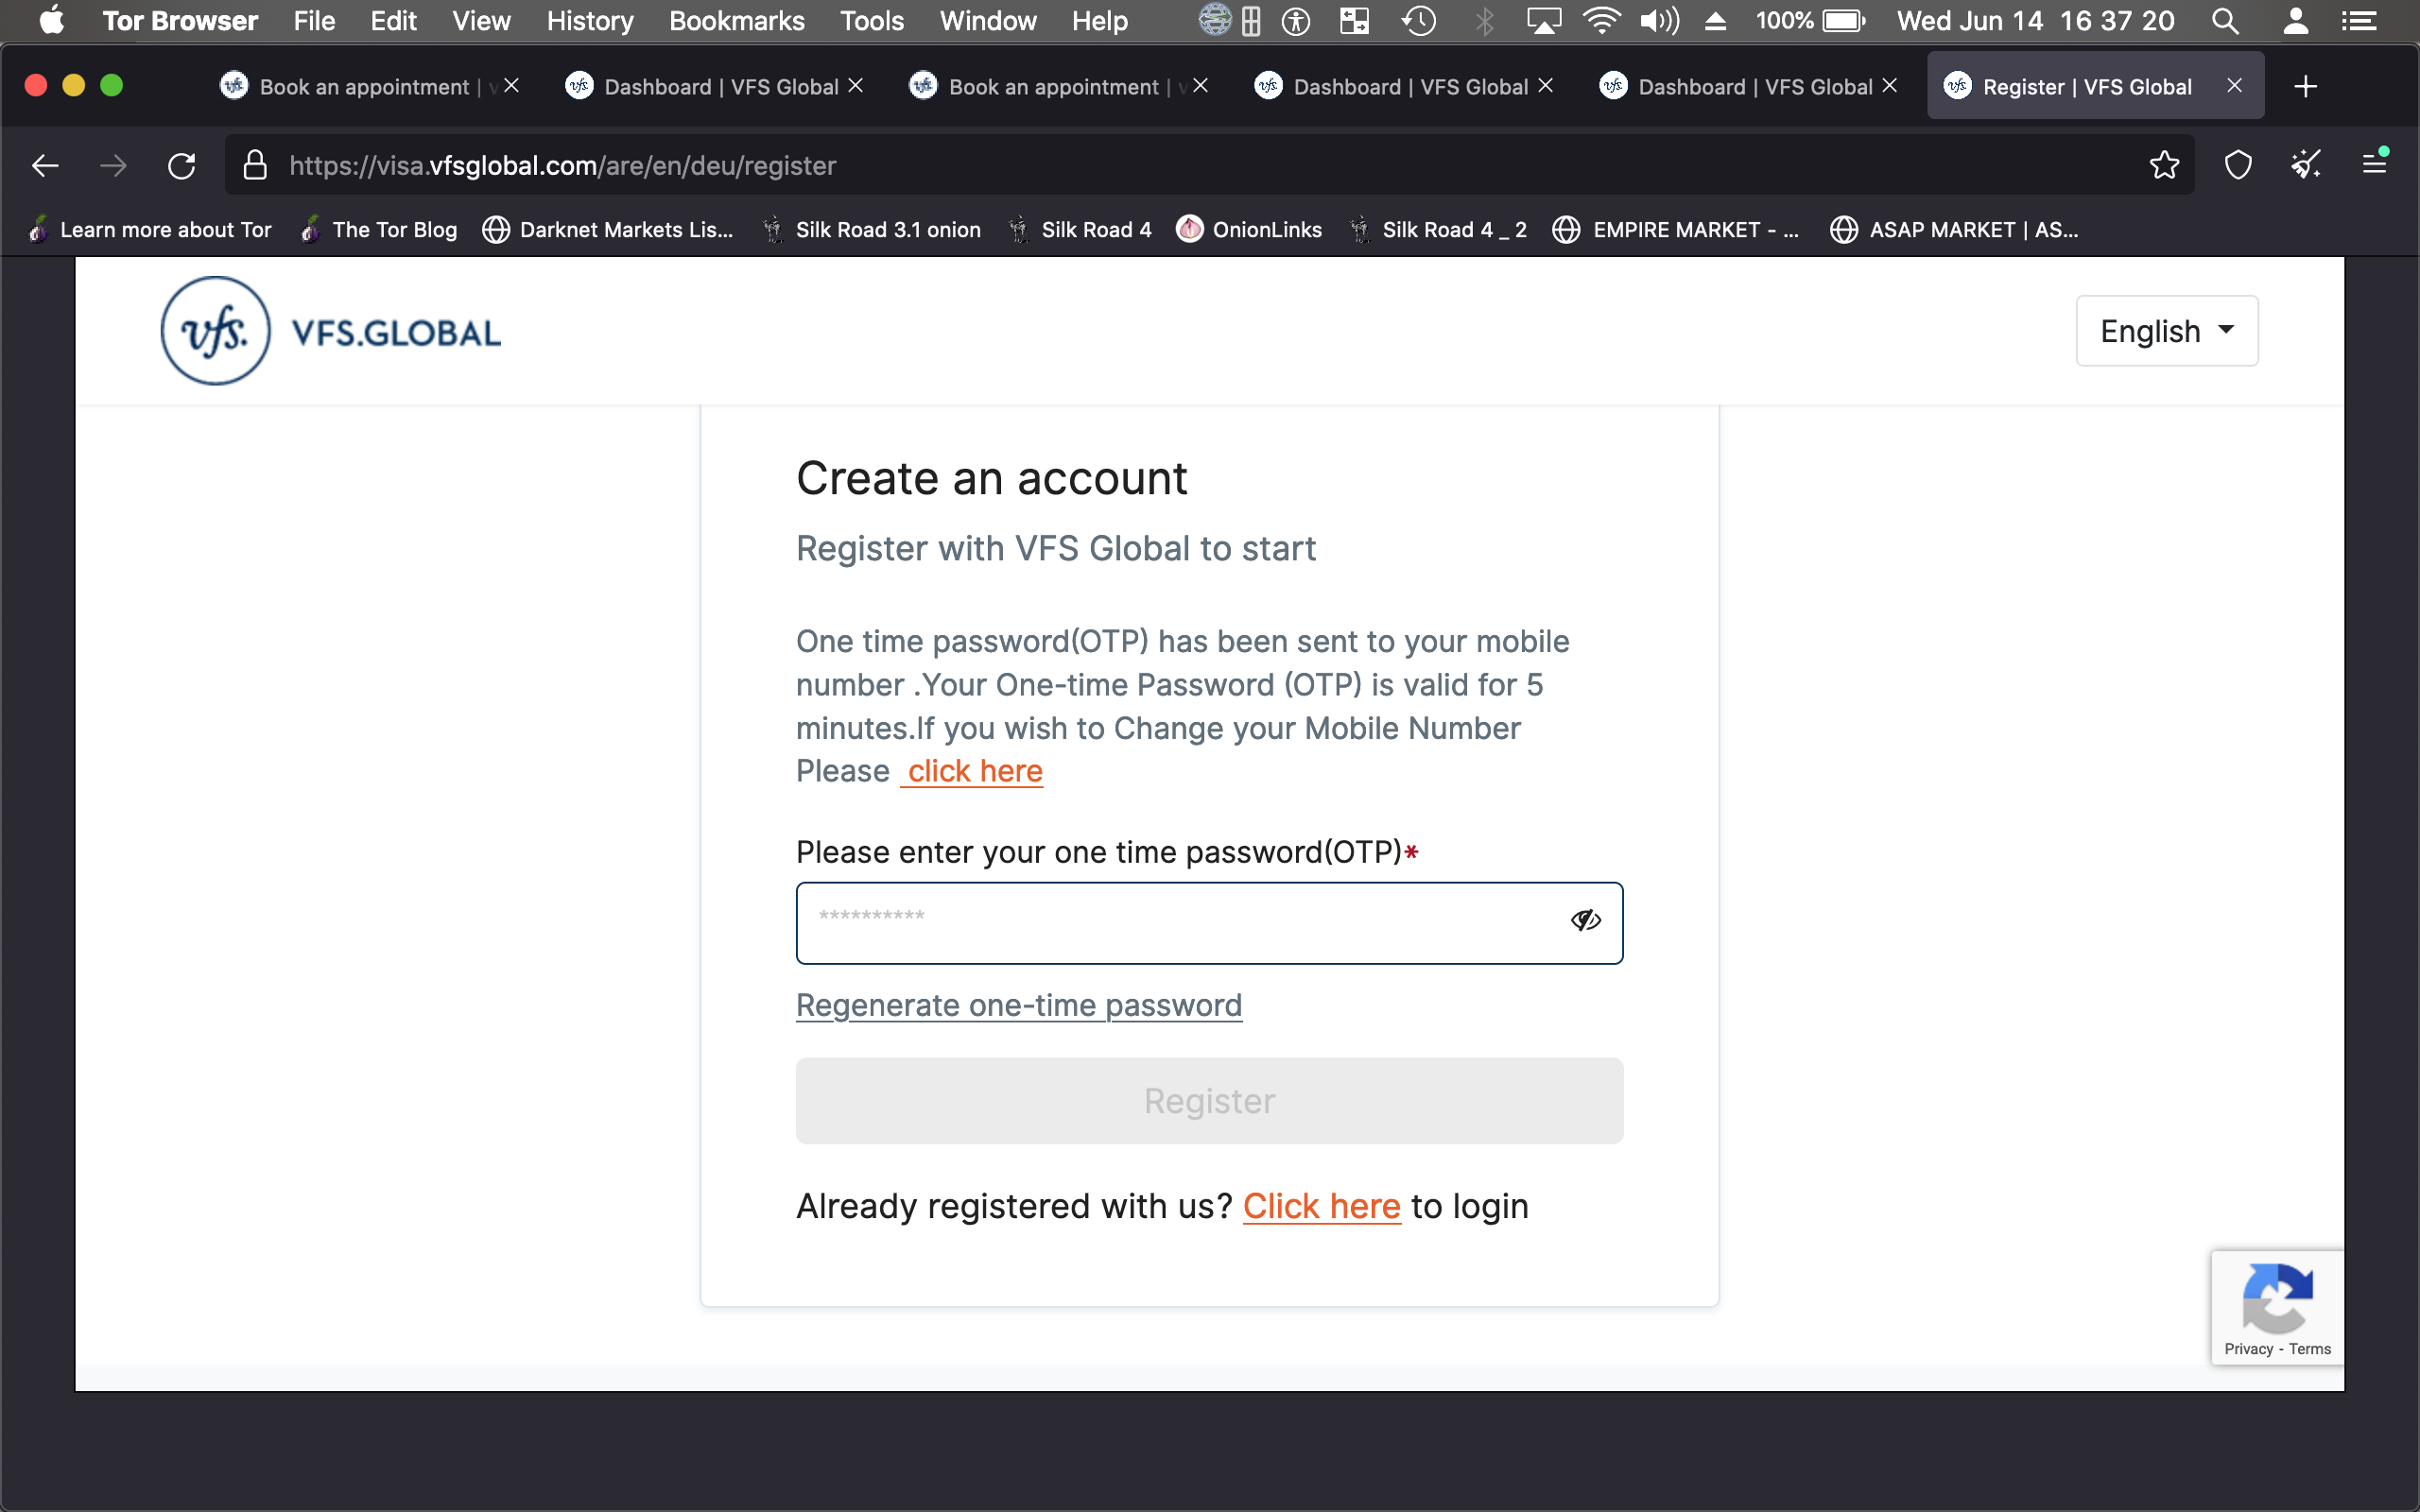 Tor Browser File Edit View History Bookmarks Tools Window Help 100% Wed Jun 14 16 37 20
Book an appointment | v Dashboard | VFS Global Book an appointment | v Dashboard | VFS Global Dashboard | VFS Global Register | VFS Global
https://visa.vfsglobal.com/are/en/deu/register
Learn more about Tor The Tor Blog Darknet Markets Lis... Silk Road 3.1 onion Silk Road 4 OnionLinks Silk Road 4 _ 2 EMPIRE MARKET - ... ASAP MARKET | AS...
vfs. VFS.GLOBAL English
Create an account
Register with VFS Global to start
One time password(OTP) has been sent to your mobile
number .Your One-time Password (OTP) is valid for 5
minutes.If you wish to Change your Mobile Number
Please click here
Please enter your one time password(OTP)*
**********
Regenerate one-time password
Register
Already registered with us? Click here to login
Privacy - Terms